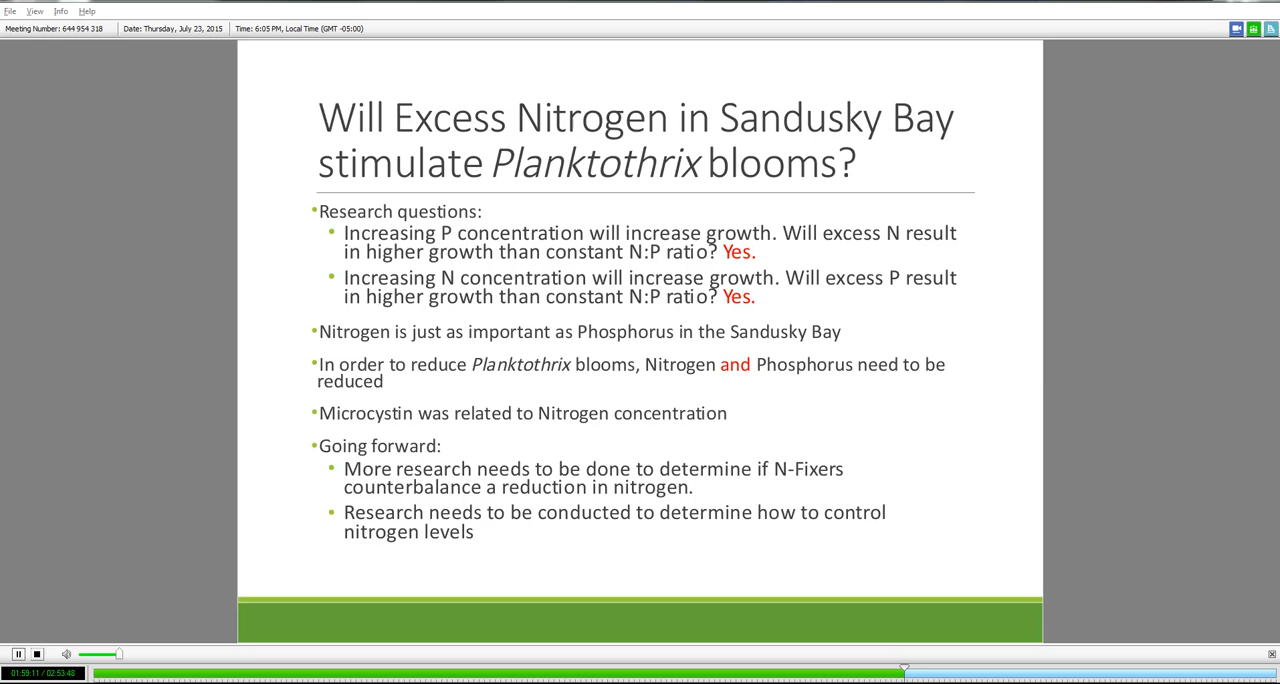 File View Info Help
Meeting Number: 644 954 318 Date: Thursday, July 23, 2015 Time: 6:05 PM, Local Time (GMT -05:00)
Will Excess Nitrogen in Sandusky Bay
stimulate Planktothrix blooms?
•Research questions:
• Increasing P concentration will increase growth. Will excess N result
in higher growth than constant N:P ratio? Yes.
• Increasing N concentration will increase growth. Will excess P result
in higher growth than constant N:P ratio? Yes.
•Nitrogen is just as important as Phosphorus in the Sandusky Bay
•In order to reduce Planktothrix blooms, Nitrogen and Phosphorus need to be
reduced
•Microcystin was related to Nitrogen concentration
•Going forward:
• More research needs to be done to determine if N-Fixers
counterbalance a reduction in nitrogen.
• Research needs to be conducted to determine how to control
nitrogen levels
01:59:11 / 02:53:48